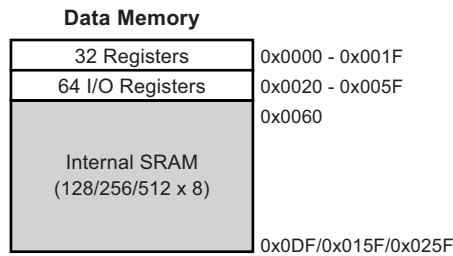 Data Memory
32 Registers 0x0000 - 0x001F
64 I/O Registers 0x0020 - 0x005F
0x0060
Internal SRAM
(128/256/512 x 8)
0x0DF/0x015F/0x025F